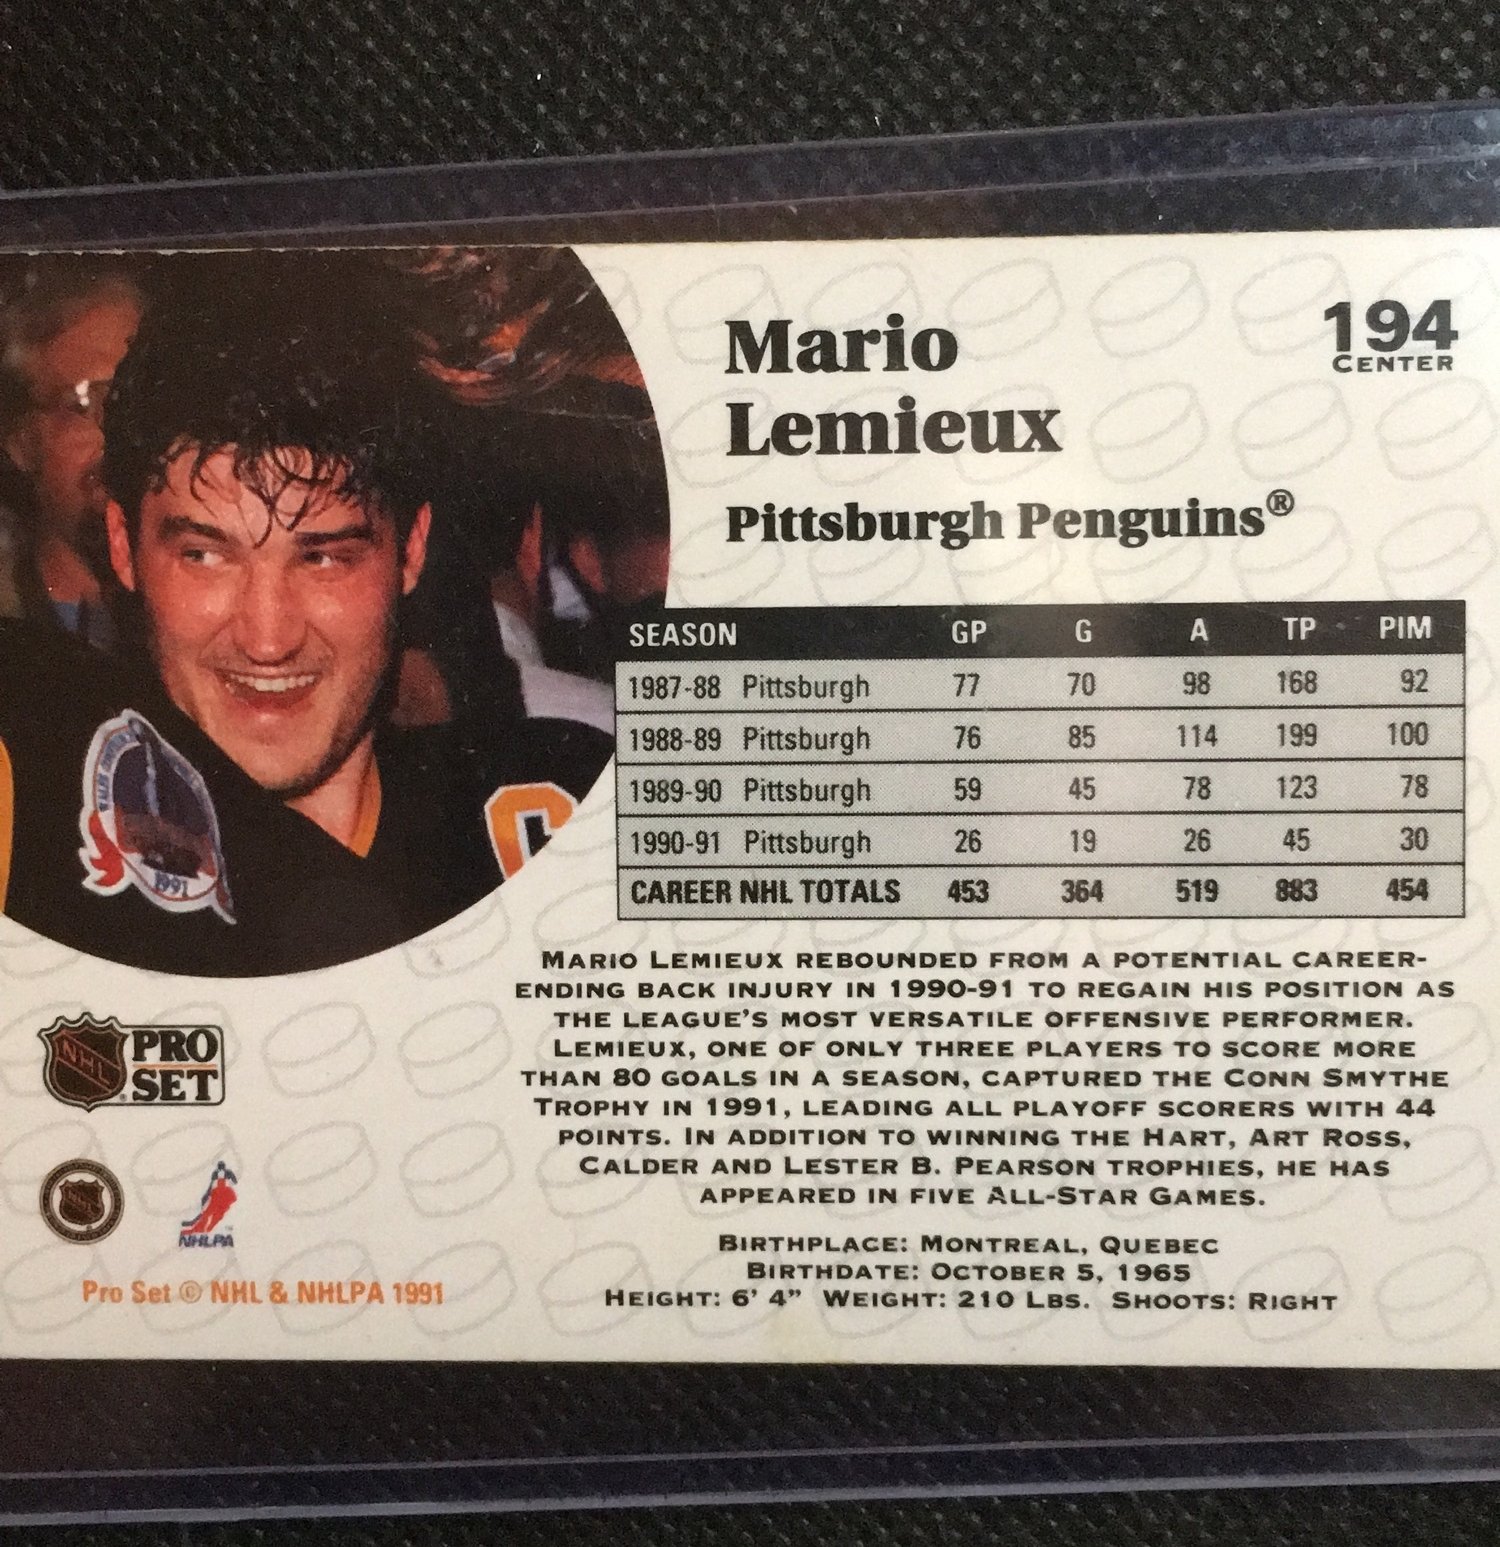 Mario
Lemieux
Pittsburgh Penguins®
194
CENTER
SEASON GP G A TP PIM
1987-88 Pittsburgh 77 70 98 168 92
1988-89 Pittsburgh 76 85 114 199 100
1989-90 Pittsburgh 59 45 78 123 78
1990-91 Pittsburgh 26 19 26 45 30
CAREER NHL TOTALS 453 364 519 883 454
MARIO LEMIEUX REBOUNDED FROM A POTENTIAL CAREER-
ENDING BACK INJURY IN 1990-91 TO REGAIN HIS POSITION AS
THE LEAGUE'S MOST VERSATILE OFFENSIVE PERFORMER.
LEMIEUX, ONE OF ONLY THREE PLAYERS TO SCORE MORE
THAN 80 GOALS IN A SEASON, CAPTURED THE CONN SMYTHE
TROPHY IN 1991, LEADING ALL PLAYOFF SCORERS WITH 44
POINTS. IN ADDITION TO WINNING THE HART, ART ROSS,
CALDER AND LESTER B. PEARSON TROPHIES, HE HAS
APPEARED IN FIVE ALL-STAR GAMES.
BIRTHPLACE: MONTREAL, QUEBEC
BIRTHDATE: OCTOBER 5, 1965
HEIGHT: 6' 4" WEIGHT: 210 LBS. SHOOTS: RIGHT
1991
C
NHL
PRO
SET
NHL
NHLPA
Pro Set © NHL & NHLPA 1991